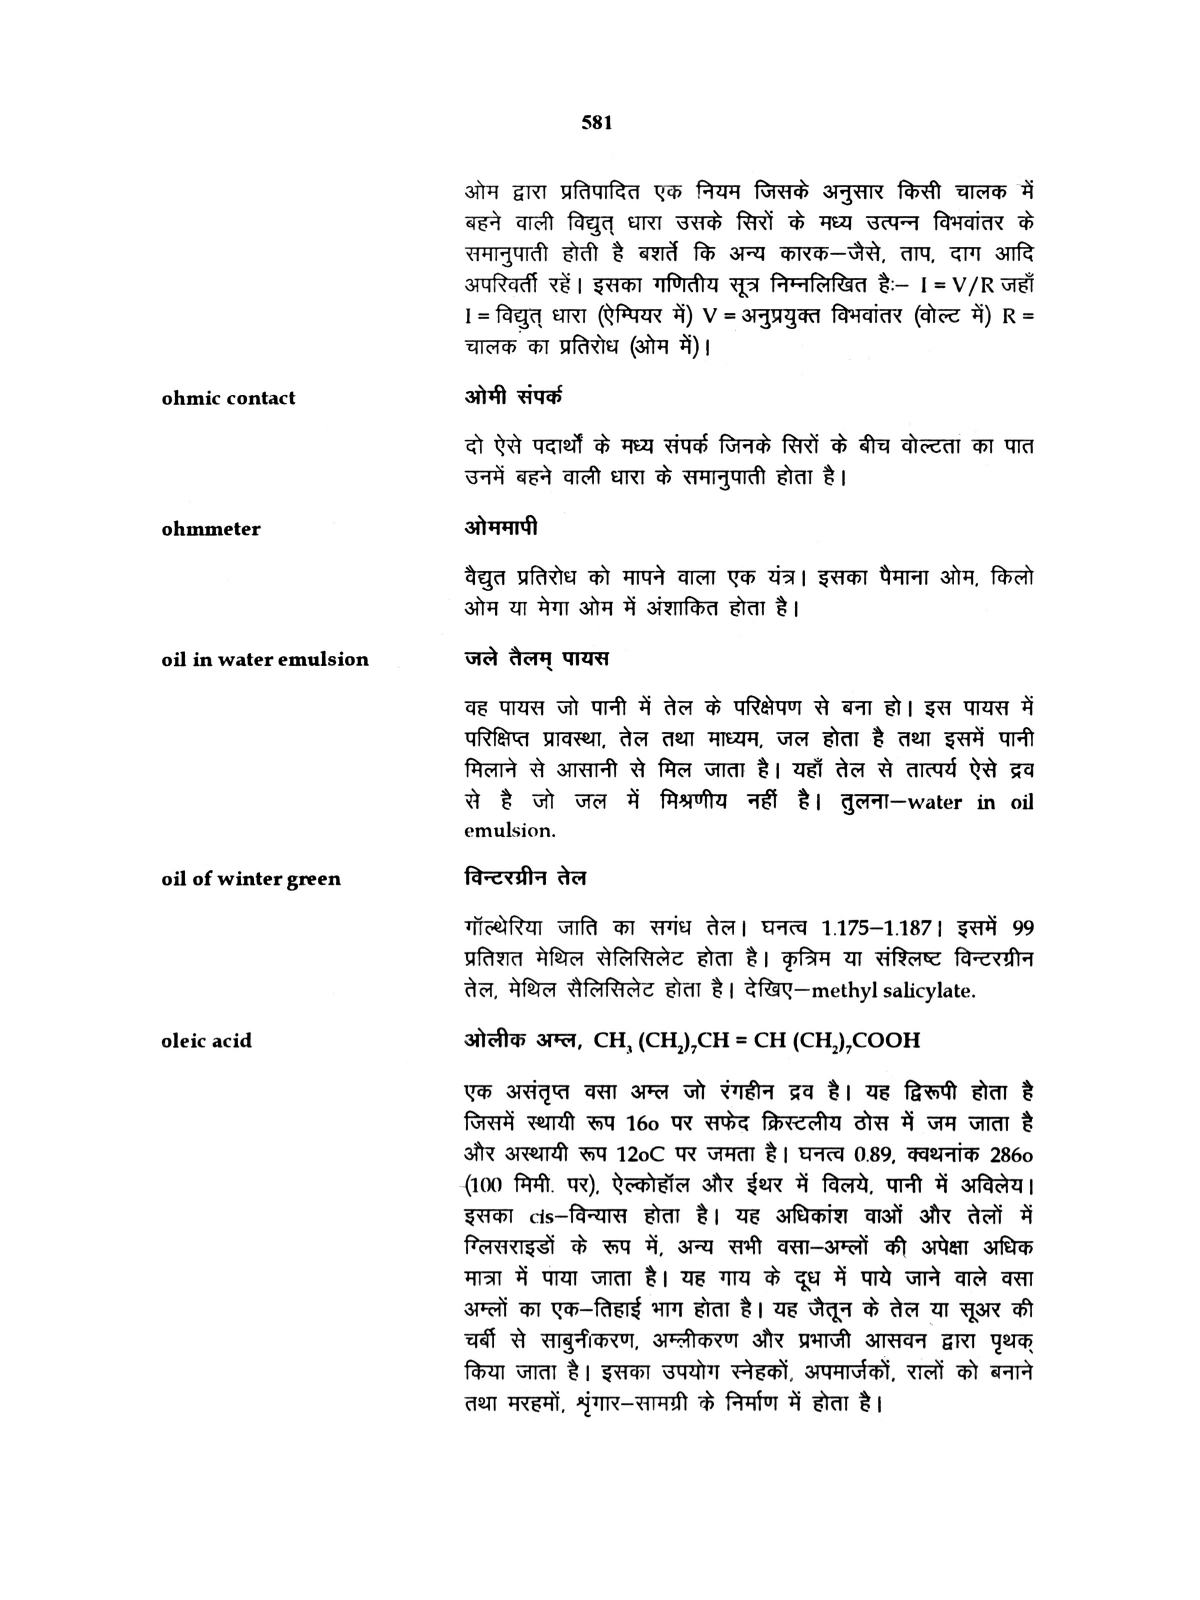 581
ओम द्वारा प्रतिपादित एक नियम जिसके अनुसार किसी चालक में
बहने वाली विद्युत् धारा उसके सिरों के मध्य उत्पन्न विभवांतर के
समानुपाती होती है बशर्ते कि अन्य कारक—जैसे, ताप, दाग आदि
अपरिवर्ती रहें। इसका गणितीय सूत्र निम्नलिखित हैः– I = V/R जहाँ
I = विद्युत् धारा (ऐम्पियर में) V = अनुप्रयुक्त विभवांतर (वोल्ट में) R =
चालक का प्रतिरोध (ओम में)।
ohmic contact ओमी संपर्क
दो ऐसे पदार्थों के मध्य संपर्क जिनके सिरों के बीच वोल्टता का पात
उनमें बहने वाली धारा के समानुपाती होता है।
ohmmeter ओममापी
वैद्युत प्रतिरोध को मापने वाला एक यंत्र। इसका पैमाना ओम, किलो
ओम या मेगा ओम में अंशाकित होता है।
oil in water emulsion जले तैलम् पायस
वह पायस जो पानी में तेल के परिक्षेपण से बना हो। इस पायस में
परिक्षिप्त प्रावस्था, तेल तथा माध्यम, जल होता है तथा इसमें पानी
मिलाने से आसानी से मिल जाता है। यहाँ तेल से तात्पर्य ऐसे द्रव
से है जो जल में मिश्रणीय नहीं है। तुलना—water in oil
emulsion.
oil of winter green विन्टरग्रीन तेल
गॉल्थेरिया जाति का सगंध तेल। घनत्व 1.175–1.187। इसमें 99
प्रतिशत मेथिल सेलिसिलेट होता है। कृत्रिम या संश्लिष्ट विन्टरग्रीन
तेल, मेथिल सैलिसिलेट होता है। देखिए—methyl salicylate.
oleic acid ओलीक अम्ल, CH₃ (CH₂)₇CH = CH (CH₂)₇COOH
एक असंतृप्त वसा अम्ल जो रंगहीन द्रव है। यह द्विरूपी होता है
जिसमें स्थायी रूप 16o पर सफेद क्रिस्टलीय ठोस में जम जाता है
और अस्थायी रूप 12oC पर जमता है। घनत्व 0.89, क्वथनांक 286o
(100 मिमी. पर), ऐल्कोहॉल और ईथर में विलये, पानी में अविलेय।
इसका cis–विन्यास होता है। यह अधिकांश वाओं और तेलों में
ग्लिसराइडों के रूप में, अन्य सभी वसा–अम्लों की अपेक्षा अधिक
मात्रा में पाया जाता है। यह गाय के दूध में पाये जाने वाले वसा
अम्लों का एक–तिहाई भाग होता है। यह जैतून के तेल या सूअर की
चर्बी से साबुनीकरण, अम्लीकरण और प्रभाजी आसवन द्वारा पृथक्
किया जाता है। इसका उपयोग स्नेहकों, अपमार्जकों, रालों को बनाने
तथा मरहमों, शृंगार–सामग्री के निर्माण में होता है।